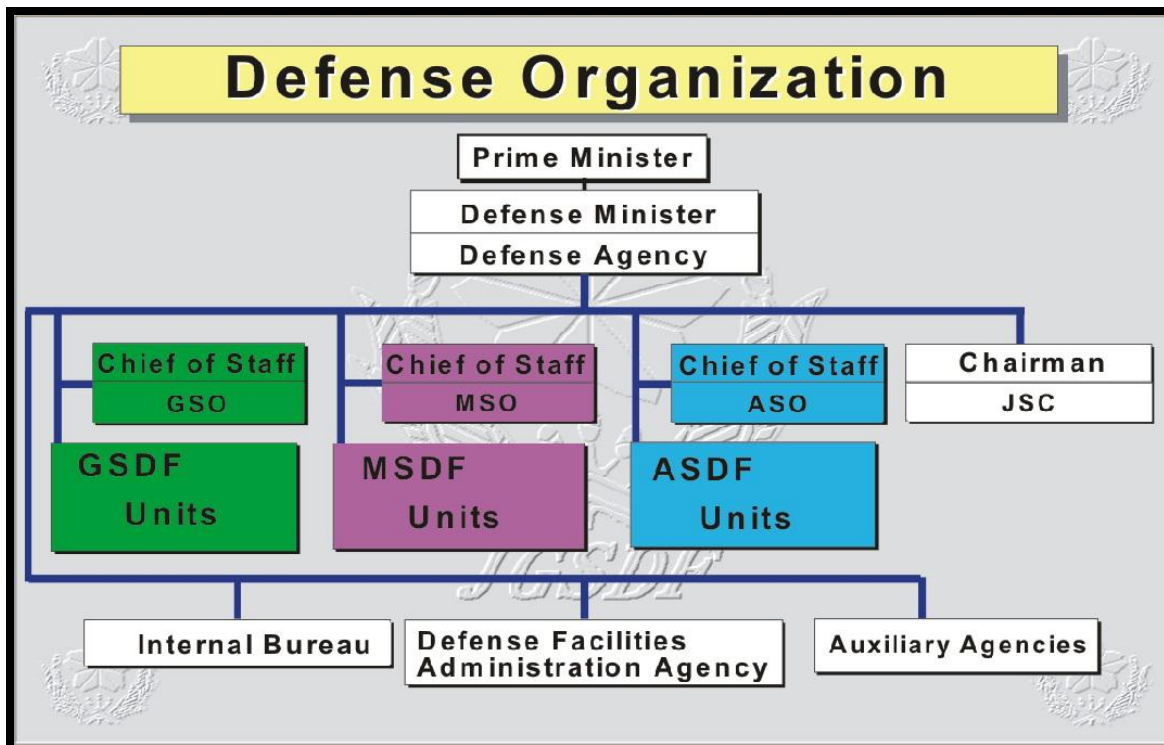 Defense Organization
Prime Minister
Defense Minister
Defense Agency
Chief of Staff
GSO
Chief of Staff
MSO
Chief of Staff
ASO
Chairman
JSC
GSDF
Units
MSDF
Units
ASDF
Units
JGSDF
Internal Bureau
Defense Facilities
Administration Agency
Auxiliary Agencies